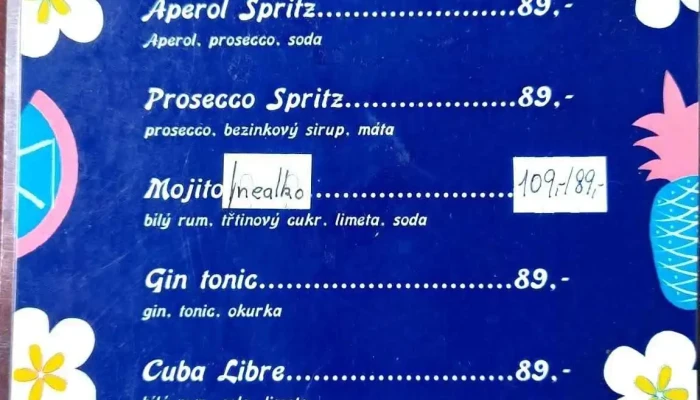 Aperol Spritz....................89,-
Aperol, prosecco, soda
Prosecco Spritz...................89,-
prosecco, bezinkový sirup, máta
Mojito/nealko......................109,-/89,-
bílý rum, třtinový cukr, limeta, soda
Gin tonic............................89,-
gin, tonic, okurka
Cuba Libre.........................89,-